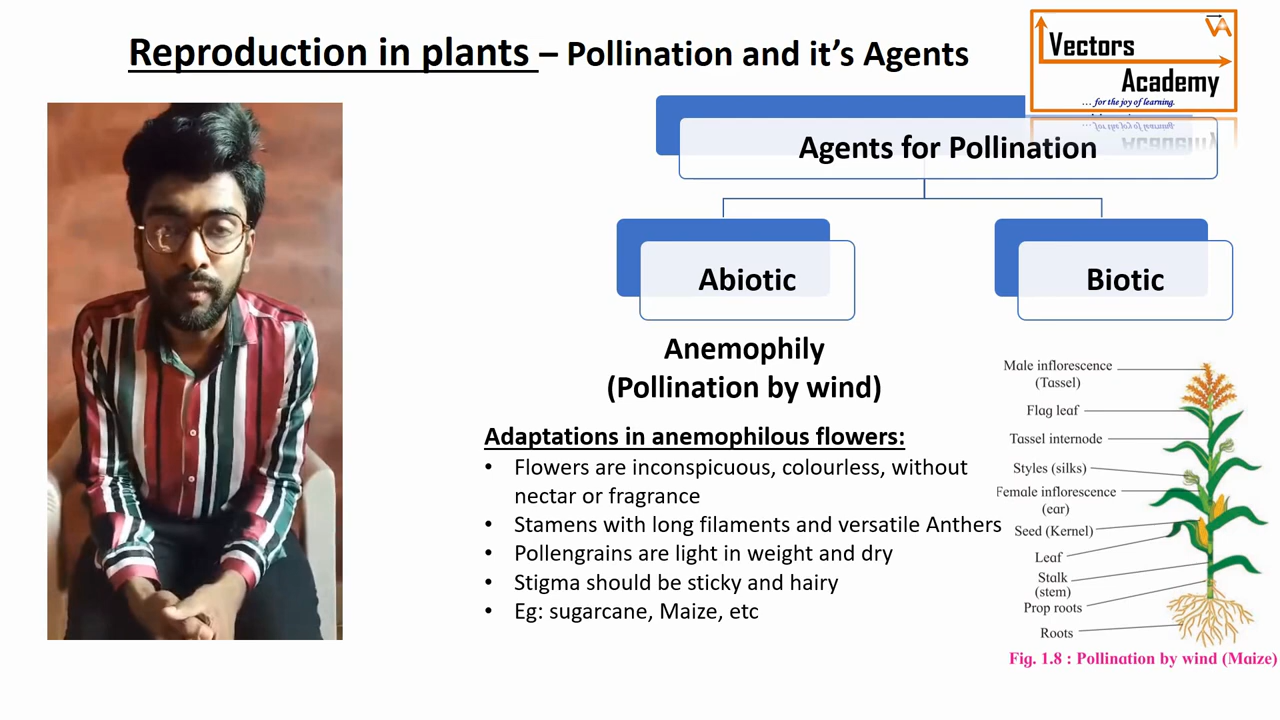 Reproduction in plants – Pollination and it's Agents
Vectors
Academy
... for the joy of learning.
Agents for Pollination
Abiotic
Biotic
Anemophily
(Pollination by wind)
Adaptations in anemophilous flowers:
• Flowers are inconspicuous, colourless, without
nectar or fragrance
• Stamens with long filaments and versatile Anthers
• Pollengrains are light in weight and dry
• Stigma should be sticky and hairy
• Eg: sugarcane, Maize, etc
Male inflorescence
(Tassel)
Flag leaf
Tassel internode
Styles (silks)
Female inflorescence
(ear)
Seed (Kernel)
Leaf
Stalk
(stem)
Prop roots
Roots
Fig. 1.8 : Pollination by wind (Maize)